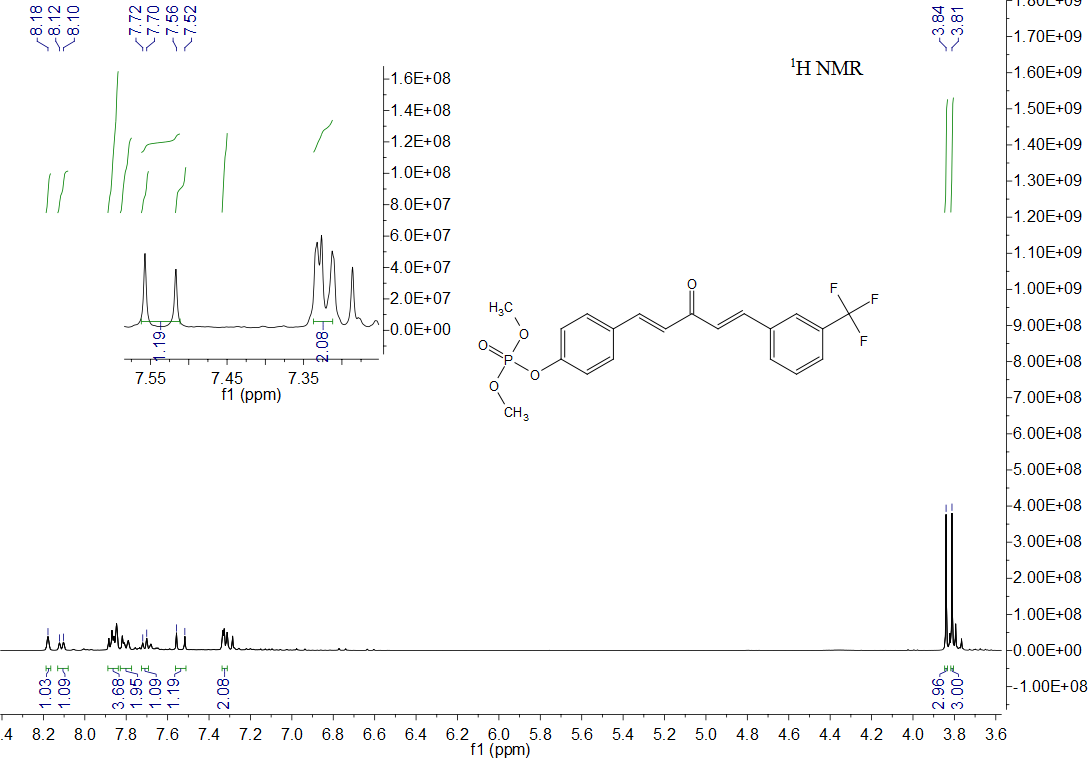 8.18
8.12
8.10
7.72
7.70
7.56
7.52
3.84
3.81
1H NMR
1.6E+08
1.4E+08
1.2E+08
1.0E+08
8.0E+07
6.0E+07
4.0E+07
2.0E+07
0.0E+00
1.19
2.08
7.55 7.45 7.35
f1 (ppm)
O
H3C
O
O
P
O
O
CH3
F
F
F
1.80E+09
1.70E+09
1.60E+09
1.50E+09
1.40E+09
1.30E+09
1.20E+09
1.10E+09
1.00E+09
9.00E+08
8.00E+08
7.00E+08
6.00E+08
5.00E+08
4.00E+08
3.00E+08
2.00E+08
1.00E+08
0.00E+00
-1.00E+08
1.03
1.09
3.68
1.95
1.09
1.19
2.08
2.96
3.00
.4 8.2 8.0 7.8 7.6 7.4 7.2 7.0 6.8 6.6 6.4 6.2 6.0 5.8 5.6 5.4 5.2 5.0 4.8 4.6 4.4 4.2 4.0 3.8 3.6
f1 (ppm)